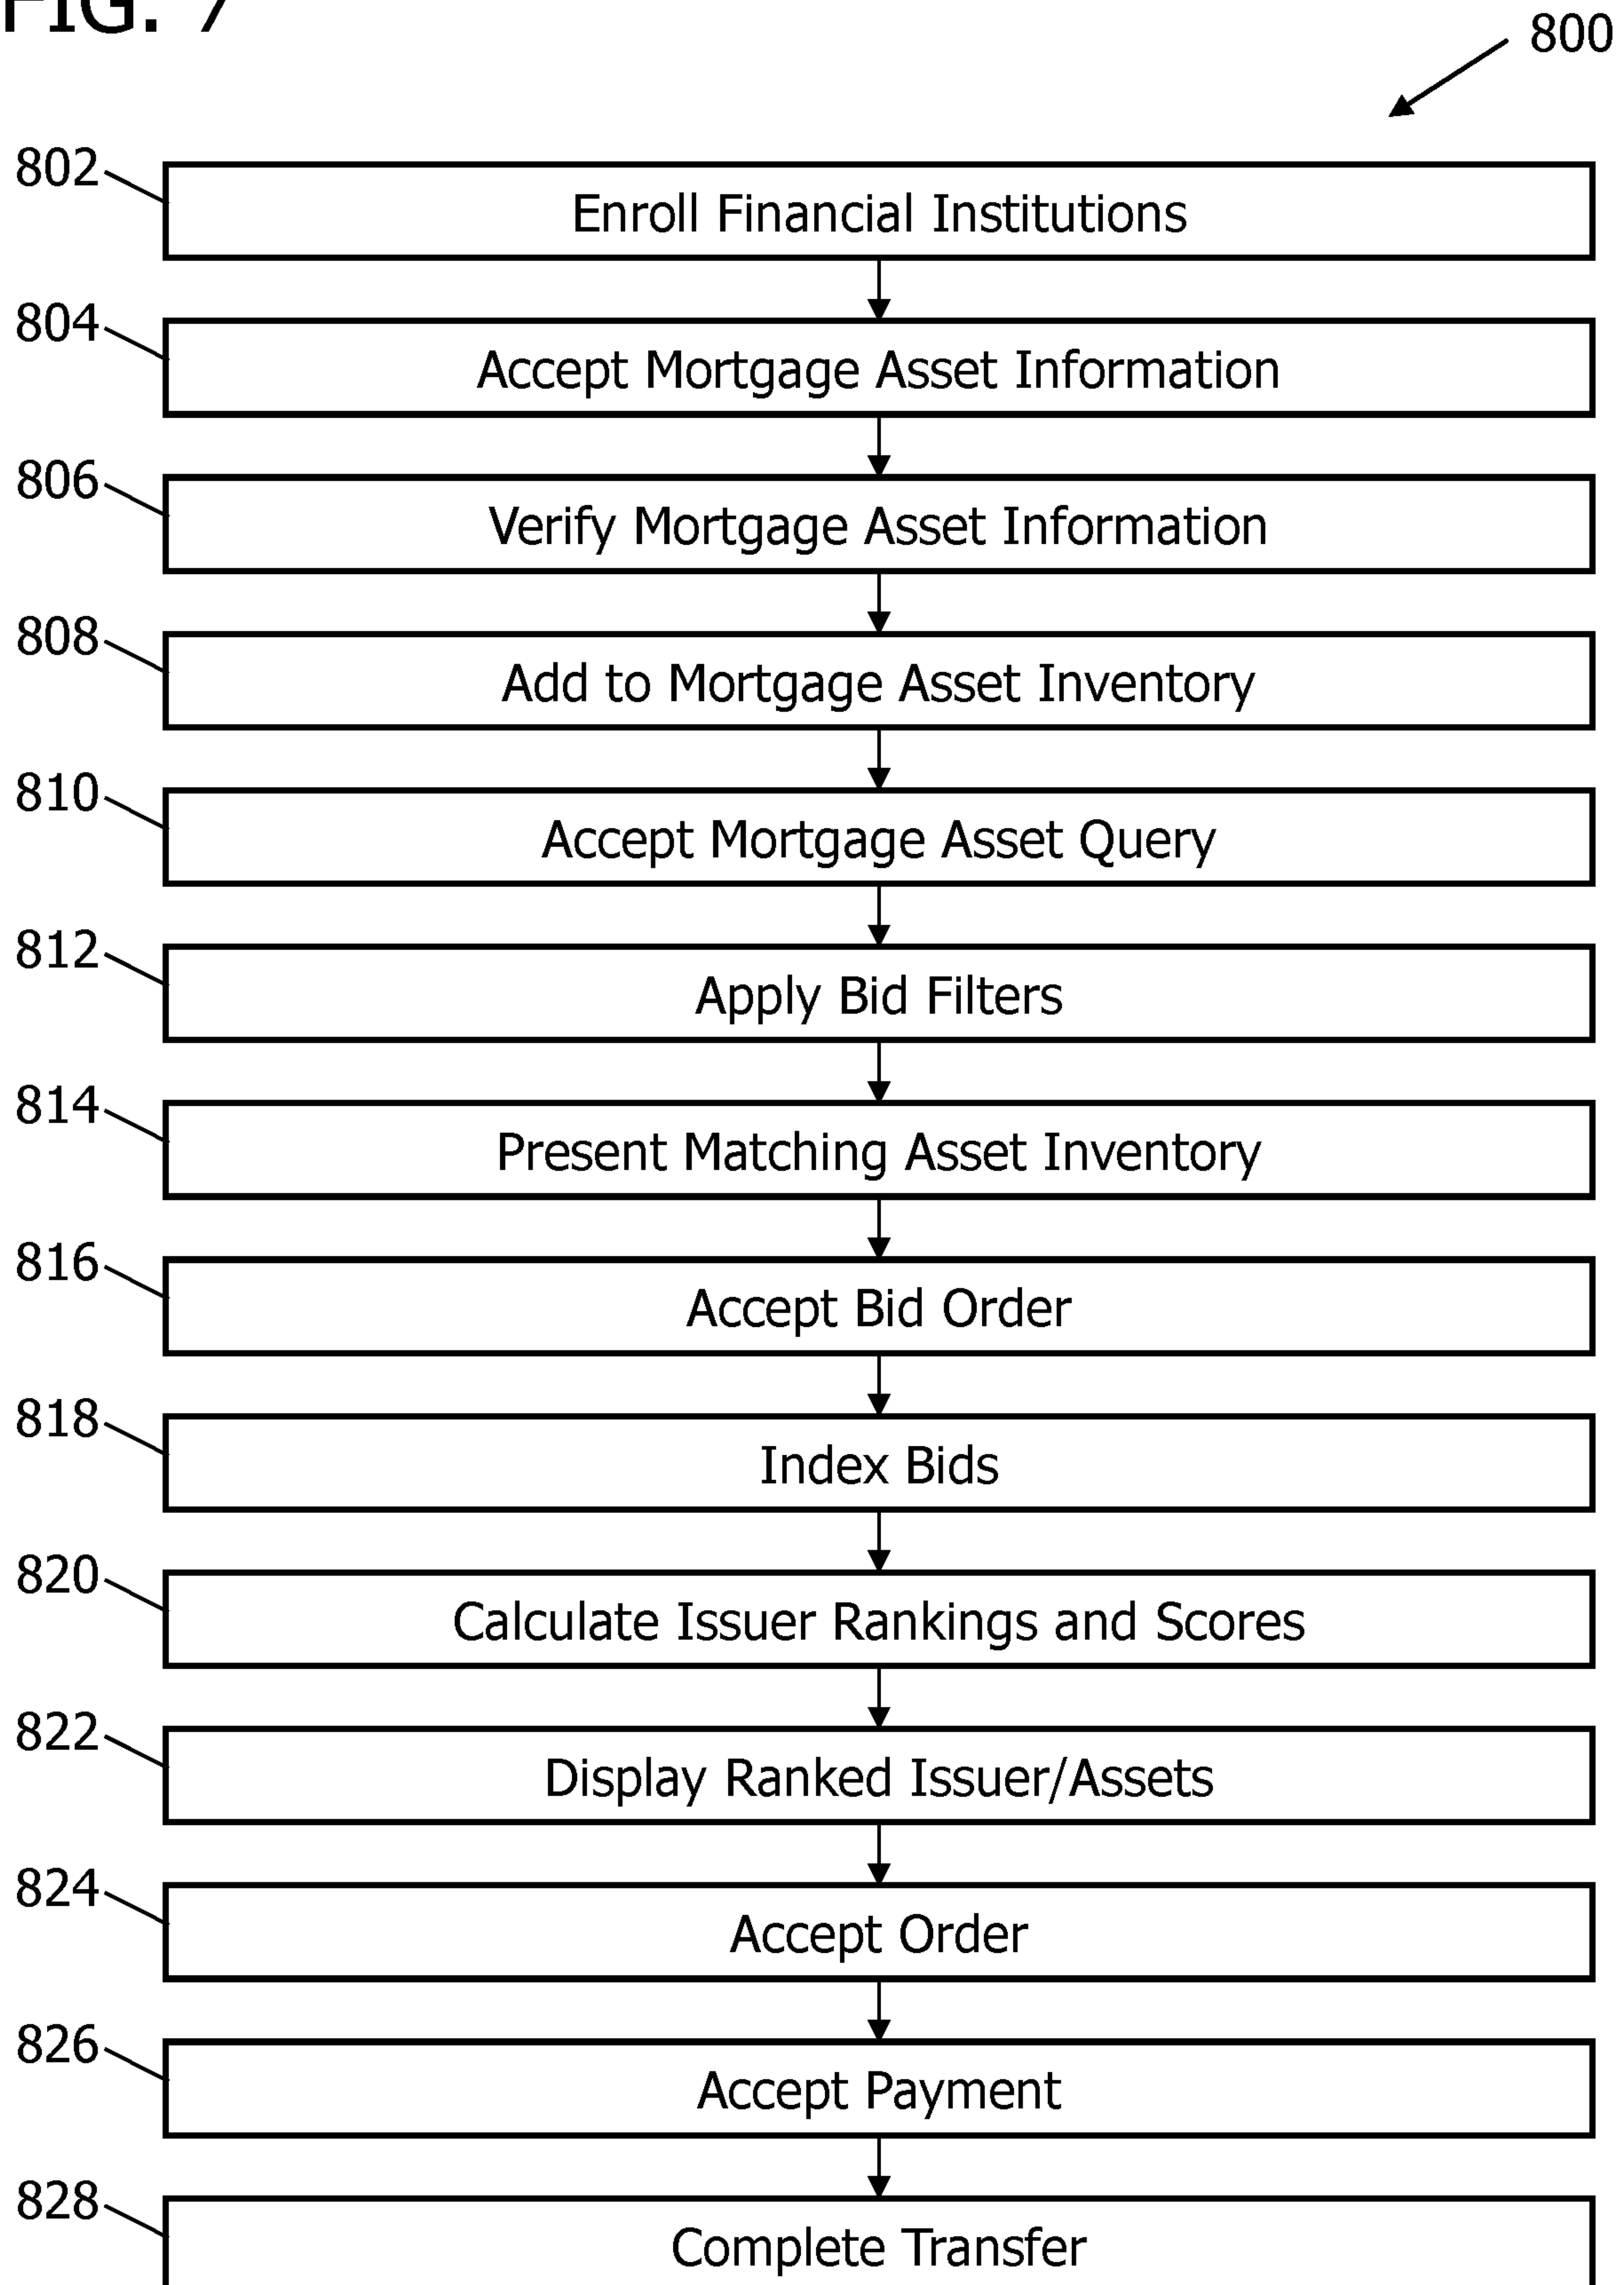 FIG. 7
800
802
Enroll Financial Institutions
804
Accept Mortgage Asset Information
806
Verify Mortgage Asset Information
808
Add to Mortgage Asset Inventory
810
Accept Mortgage Asset Query
812
Apply Bid Filters
814
Present Matching Asset Inventory
816
Accept Bid Order
818
Index Bids
820
Calculate Issuer Rankings and Scores
822
Display Ranked Issuer/Assets
824
Accept Order
826
Accept Payment
828
Complete Transfer